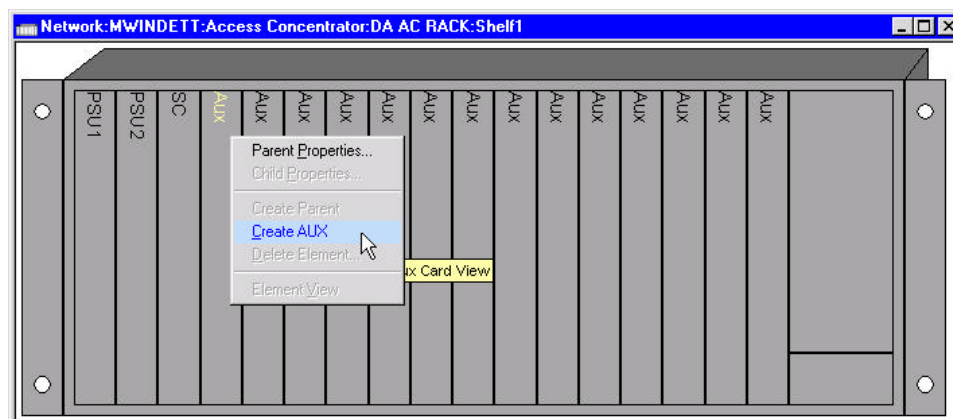 Network:MWINDETT:Access Concentrator:DA AC RACK:Shelf1
PSU1
PSU2
SC
Aux
Aux
Aux
Aux
Aux
Aux
Aux
Aux
Aux
Aux
Aux
Aux
Aux
Aux
Parent Properties...
Child Properties...
Create Parent
Create AUX
Delete Element...
Element View
ux Card View